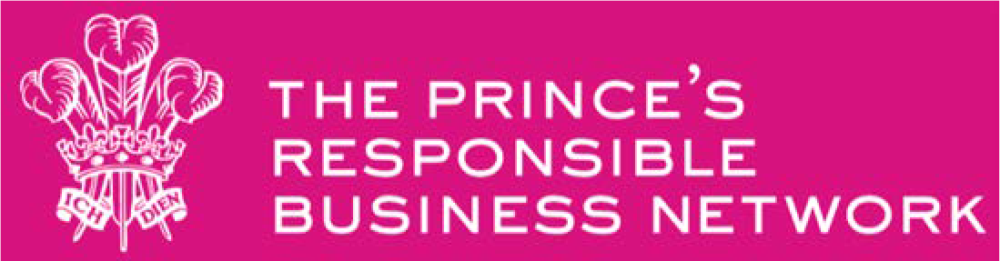 ICH DIEN
THE PRINCE'S
RESPONSIBLE
BUSINESS NETWORK